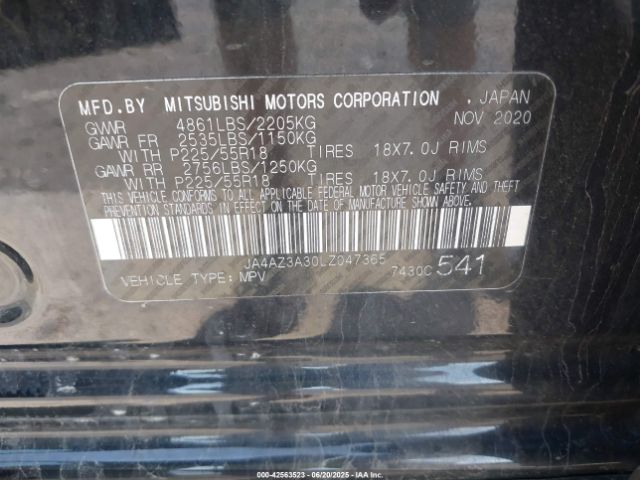 MFD.BY MITSUBISHI MOTORS CORPORATION , JAPAN
GVWR 4861LBS/2205KG NOV 2020
GAWR FR 2535LBS/1150KG
WITH P225/55R18 TIRES 18X7.0J RIMS
GAWR RR 2756LBS/1250KG
WITH P225/55R18 TIRES 18X7.0J RIMS
THIS VEHICLE CONFORMS TO ALL APPLICABLE FEDERAL MOTOR VEHICLE SAFETY AND THEFT
PREVENTION STANDARDS IN EFFECT ON THE DATE OF MANUFACTURE SHOWN ABOVE.
JA4AZ3A30LZ047365
VEHICLE TYPE: MPV 7430C 541
000-42563523 - 06/20/2025 - IAAI.com